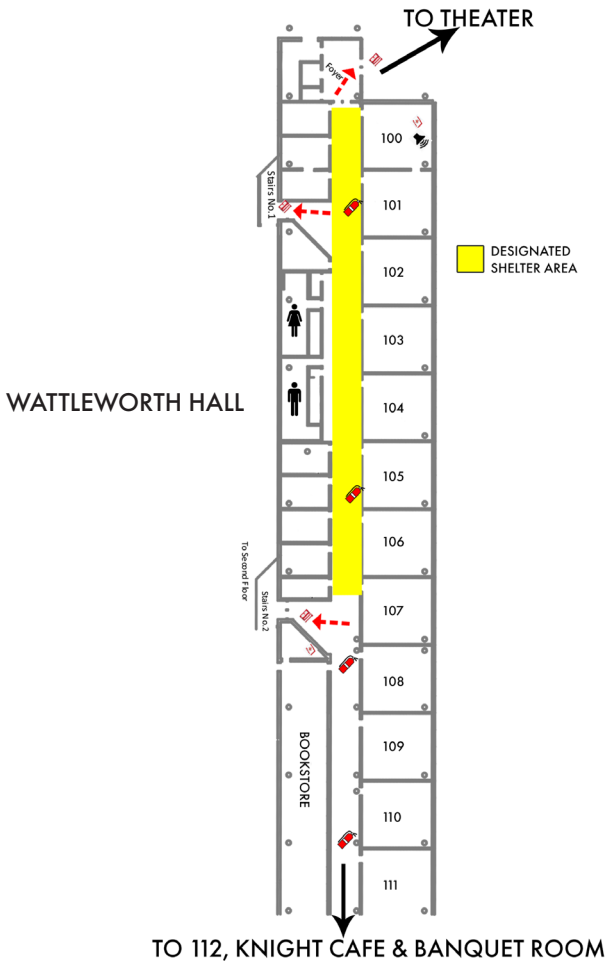 TO THEATER
Foyer
100
Stairs No.1
101
DESIGNATED
SHELTER AREA
102
103
WATTLEWORTH HALL
104
105
106
To Second Floor
Stairs No.2
107
108
BOOKSTORE
109
110
111
TO 112, KNIGHT CAFE & BANQUET ROOM